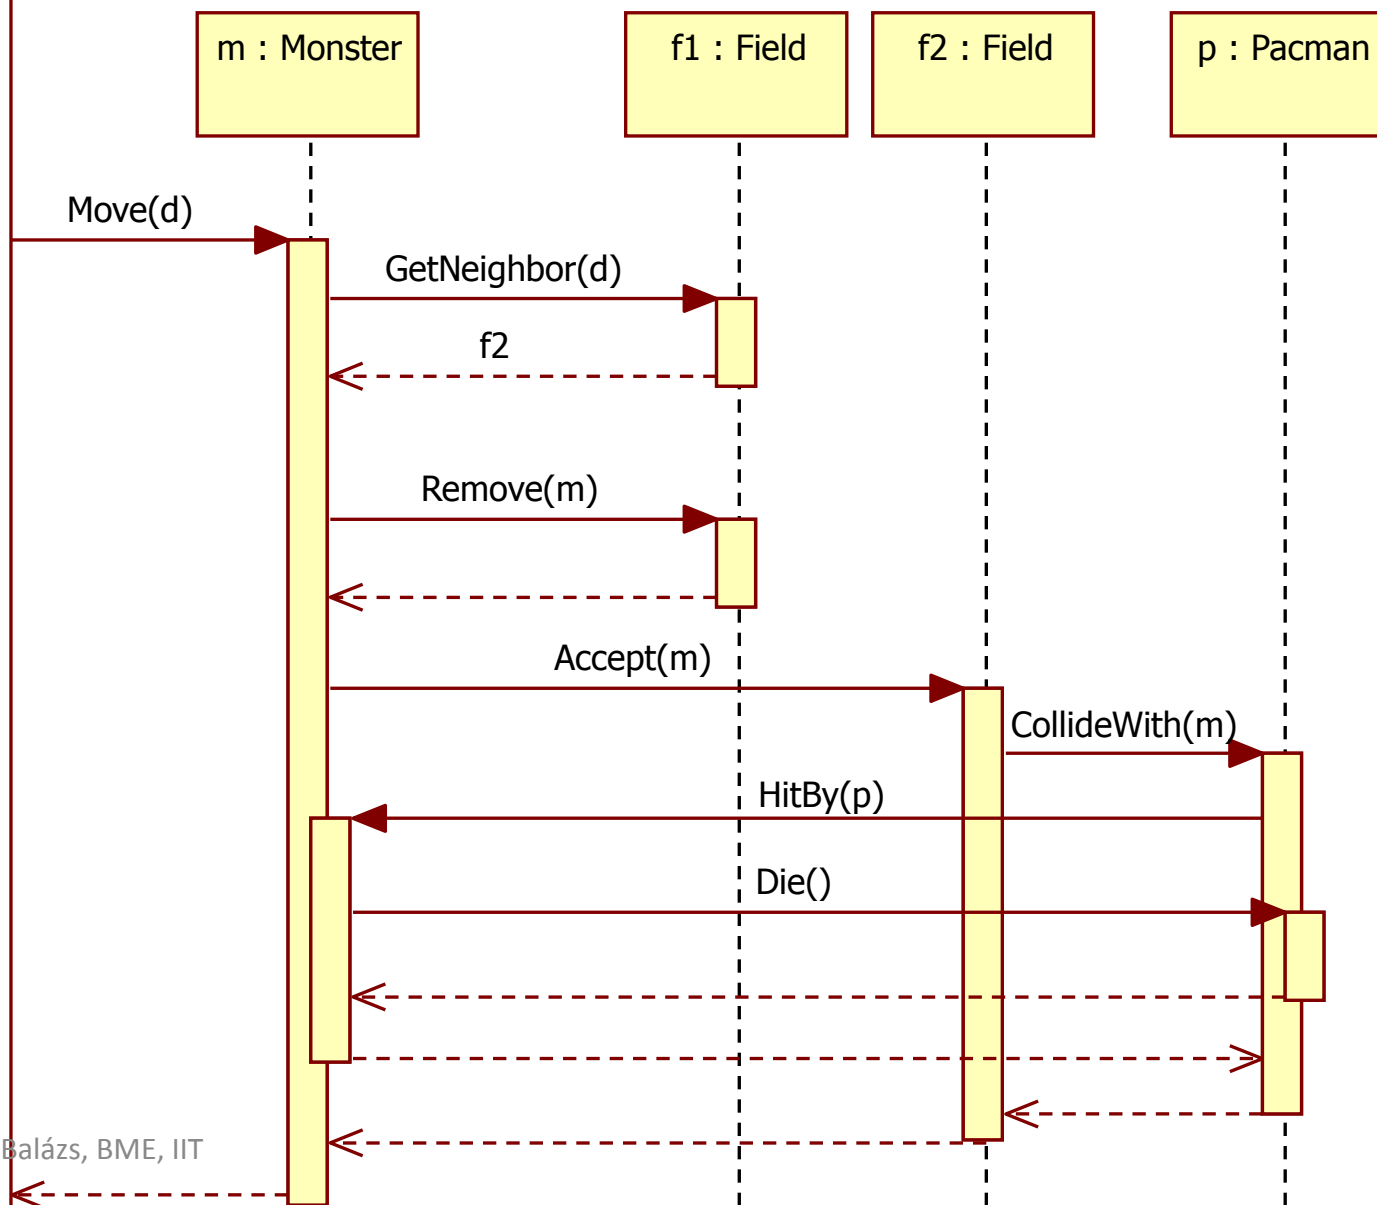 m : Monster
f1 : Field
f2 : Field
p : Pacman
Move(d)
GetNeighbor(d)
f2
Remove(m)
Accept(m)
CollideWith(m)
HitBy(p)
Die()
Balázs, BME, IIT